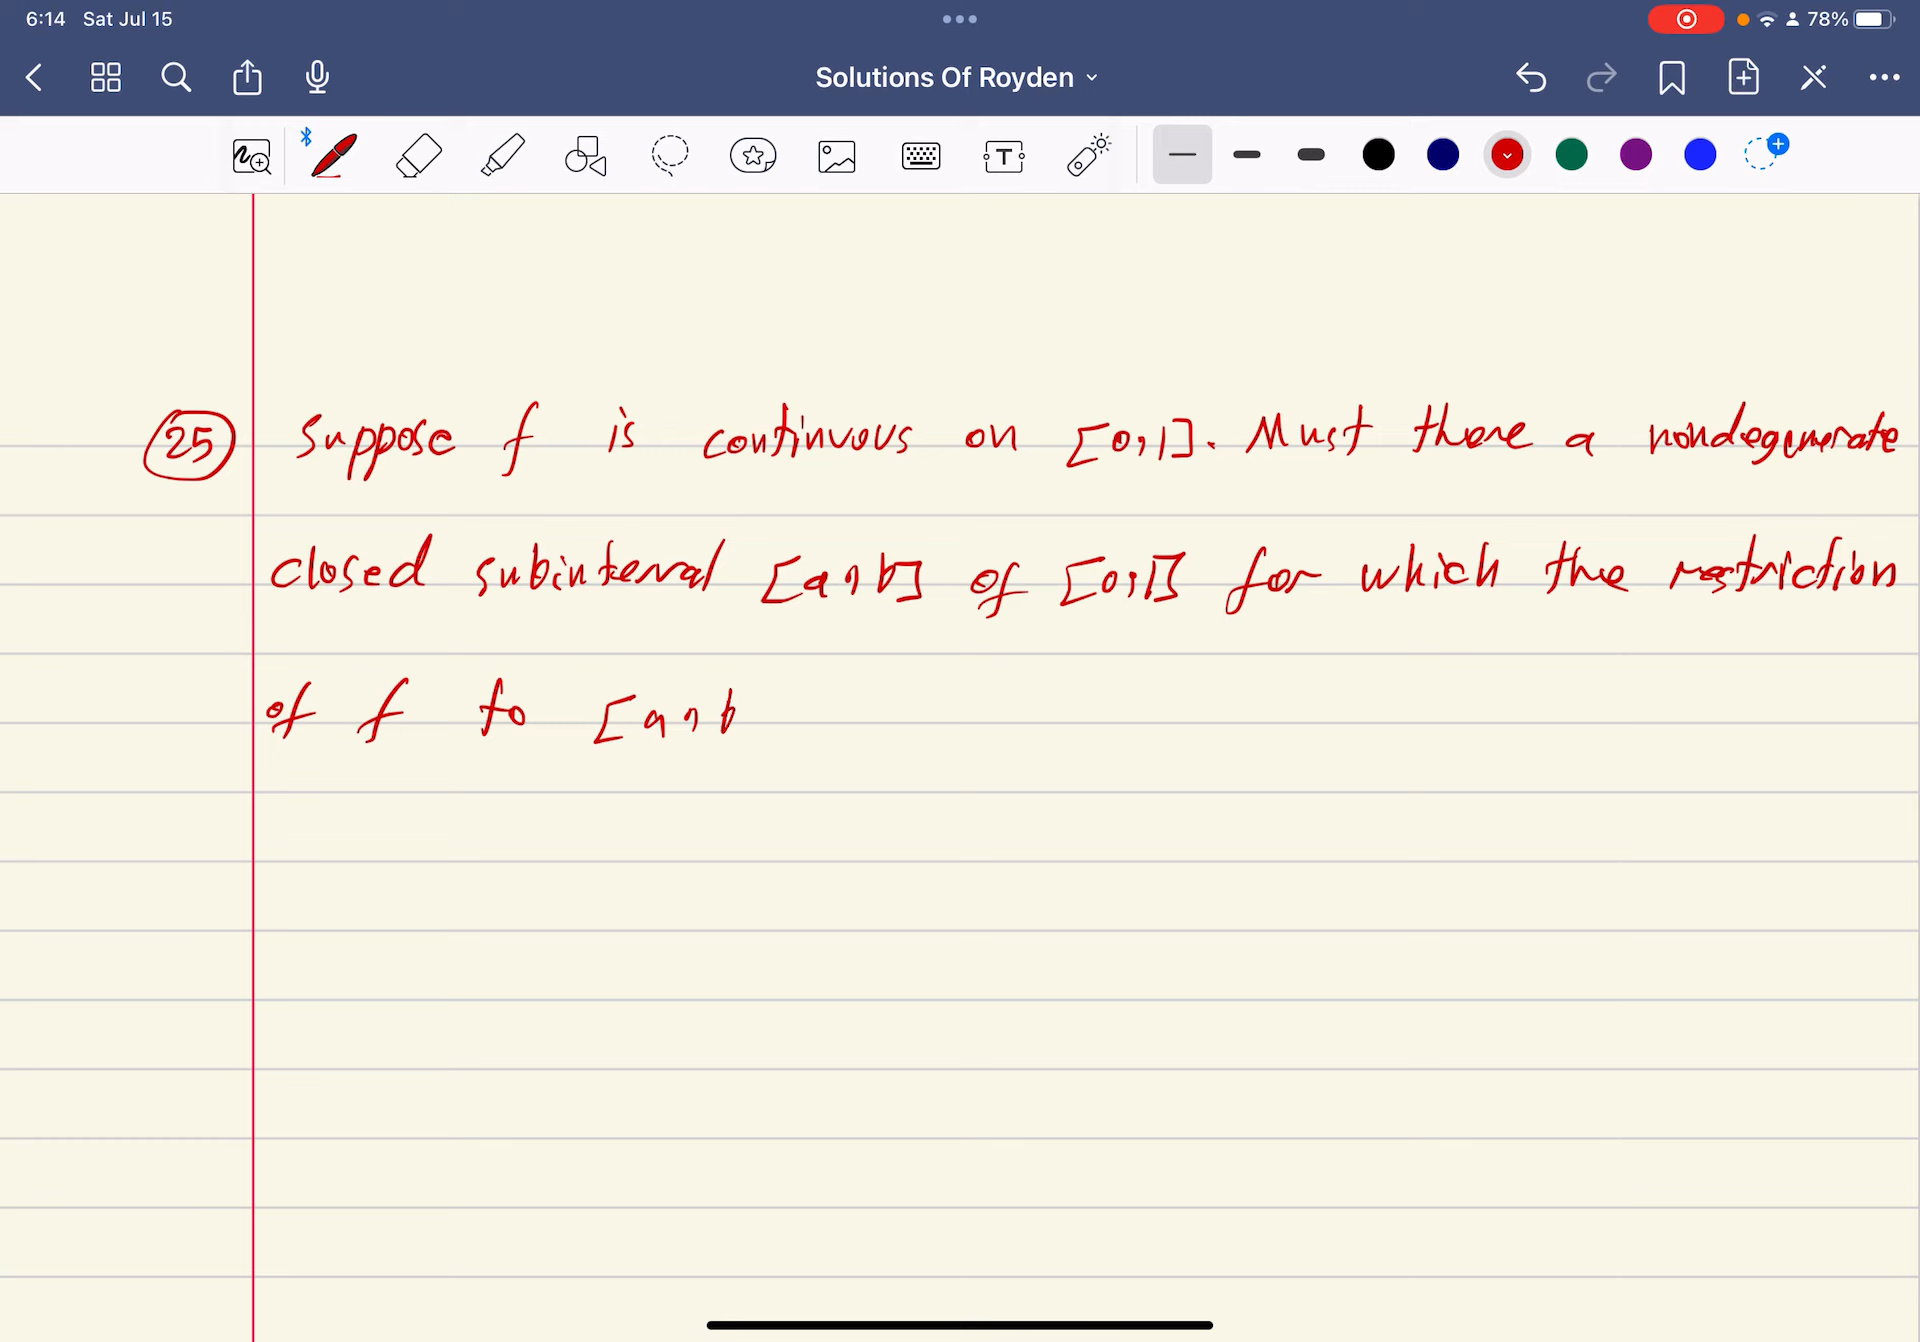 6:14 Sat Jul 15
78%
Solutions Of Royden
T
25 Suppose f is continuous on [0,1]. Must there a nondegenerate
closed subinterval [a, b] of [0,1] for which the restriction
of f to [a, b